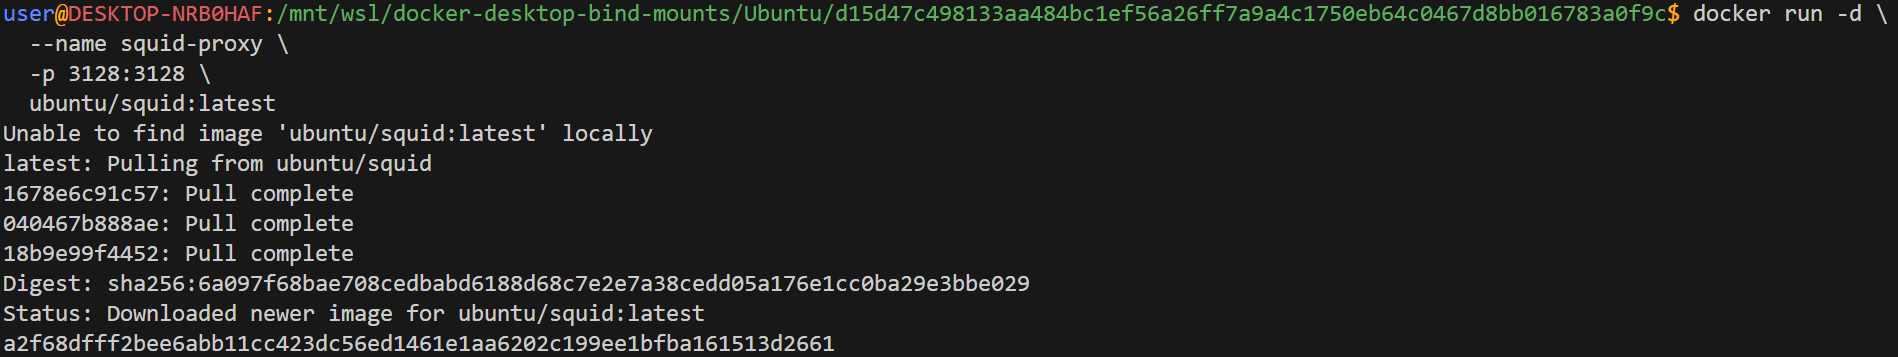 user@DESKTOP-NRB0HAF:/mnt/wsl/docker-desktop-bind-mounts/Ubuntu/d15d47c498133aa484bc1ef56a26ff7a9a4c1750eb64c0467d8bb016783a0f9c$ docker run -d \
  --name squid-proxy \
  -p 3128:3128 \
  ubuntu/squid:latest
Unable to find image 'ubuntu/squid:latest' locally
latest: Pulling from ubuntu/squid
1678e6c91c57: Pull complete
040467b888ae: Pull complete
18b9e99f4452: Pull complete
Digest: sha256:6a097f68bae708cedbabd6188d68c7e2e7a38cedd05a176e1cc0ba29e3bbe029
Status: Downloaded newer image for ubuntu/squid:latest
a2f68dfff2bee6abb11cc423dc56ed1461e1aa6202c199ee1bfba161513d2661